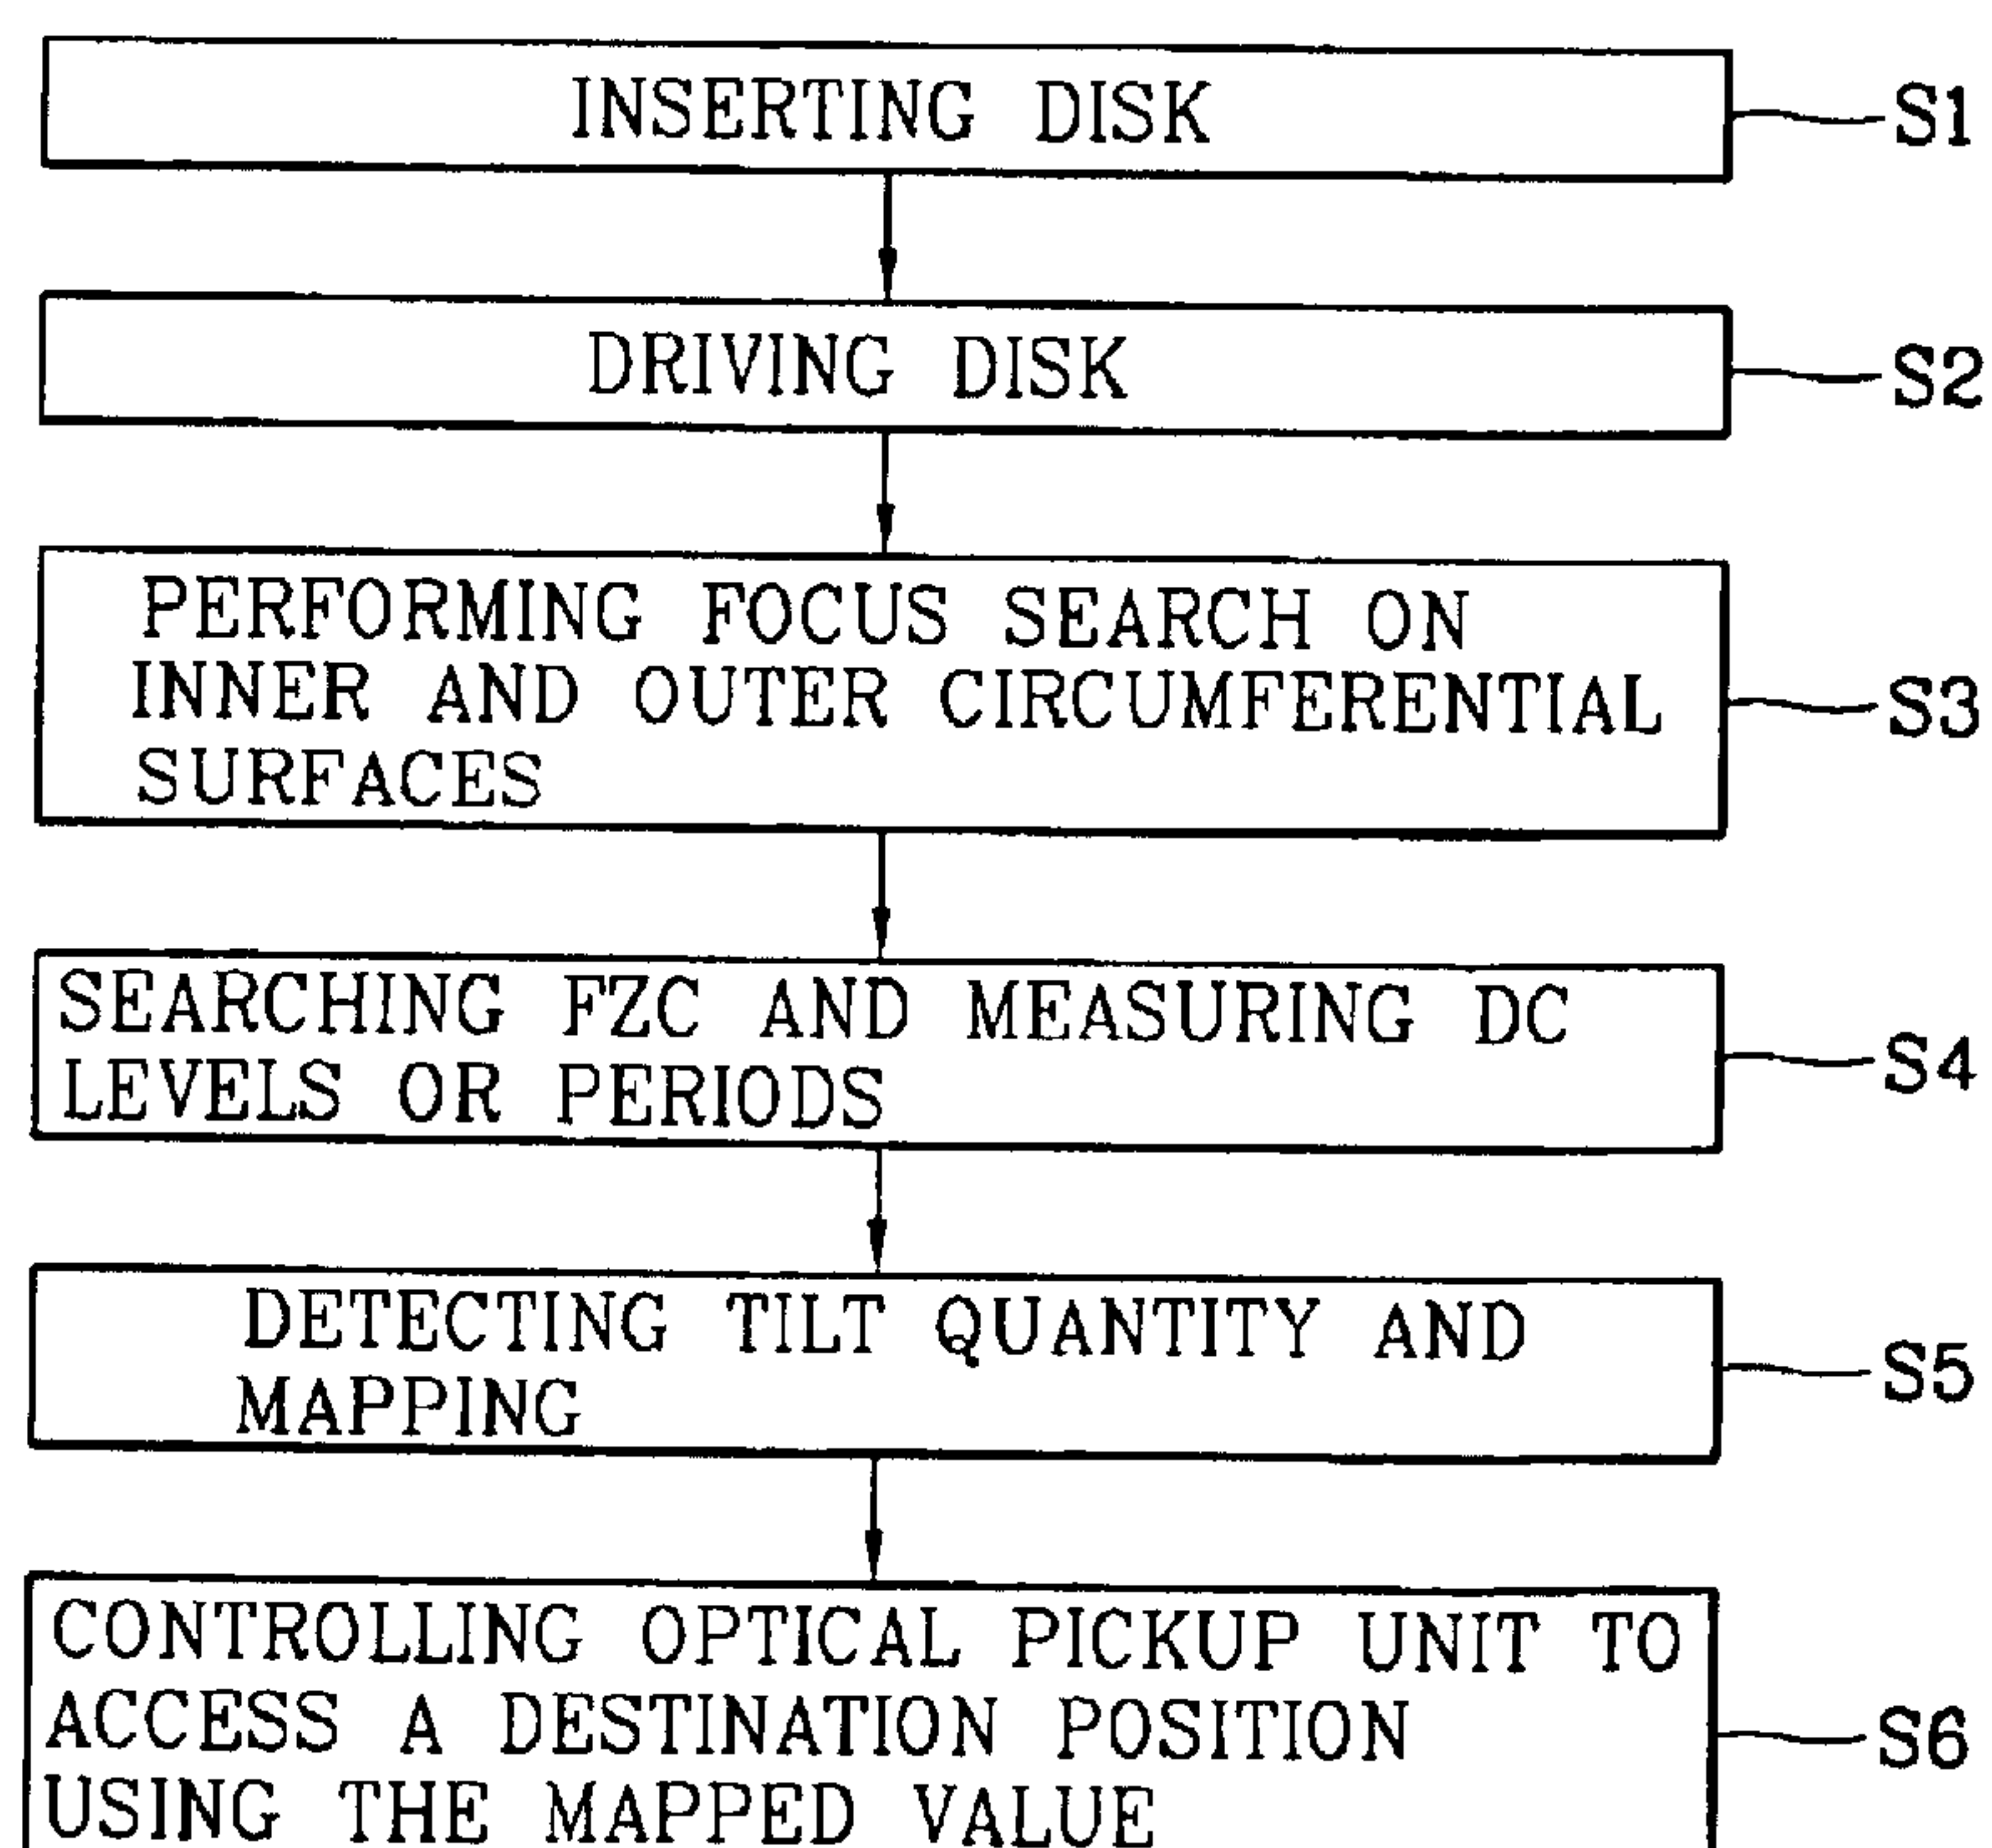 INSERTING DISK
S1
DRIVING DISK
S2
PERFORMING FOCUS SEARCH ON
INNER AND OUTER CIRCUMFERENTIAL
SURFACES
S3
SEARCHING FZC AND MEASURING DC
LEVELS OR PERIODS
S4
DETECTING TILT QUANTITY AND
MAPPING
S5
CONTROLLING OPTICAL PICKUP UNIT TO
ACCESS A DESTINATION POSITION
USING THE MAPPED VALUE
S6